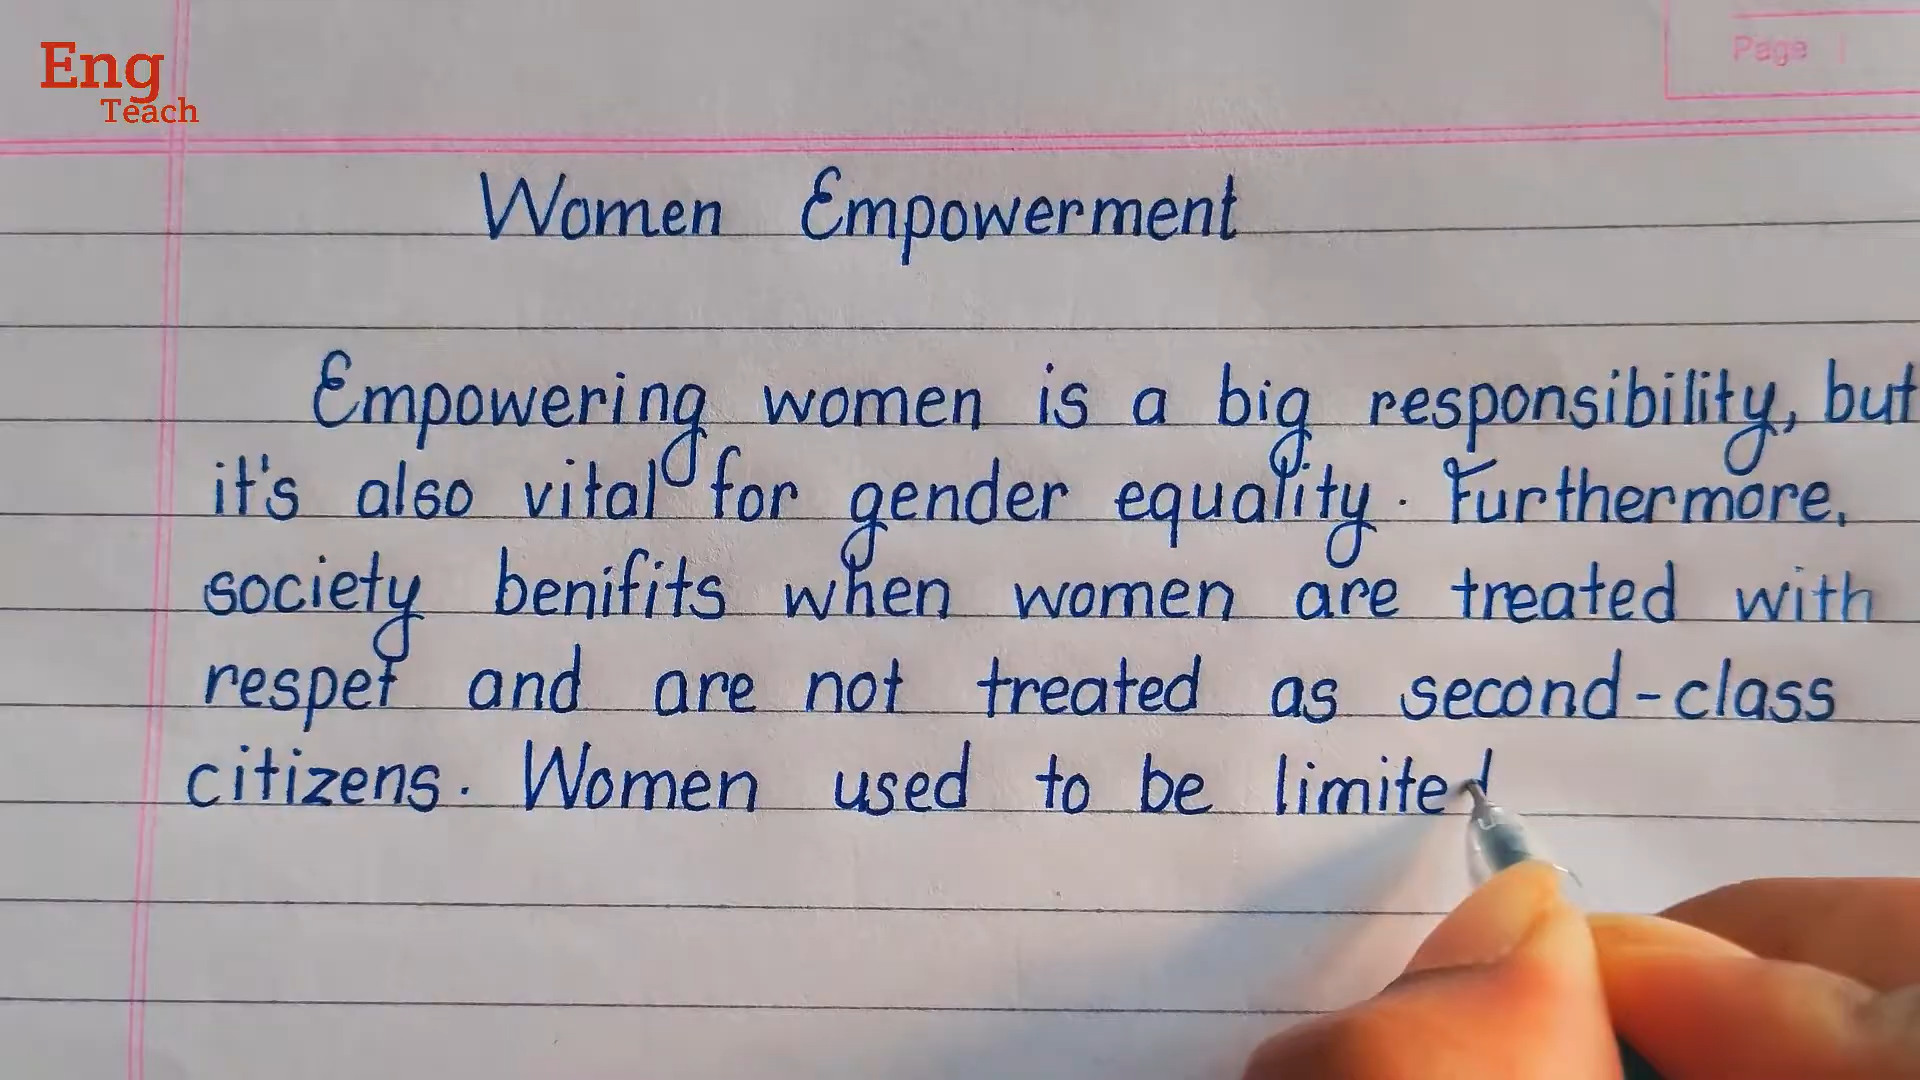 Eng
Teach
Page
Women Empowerment
Empowering women is a big responsibility, but
it's also vital for gender equality. Furthermore,
society benifits when women are treated with
respet and are not treated as second-class
citizens. Women used to be limited